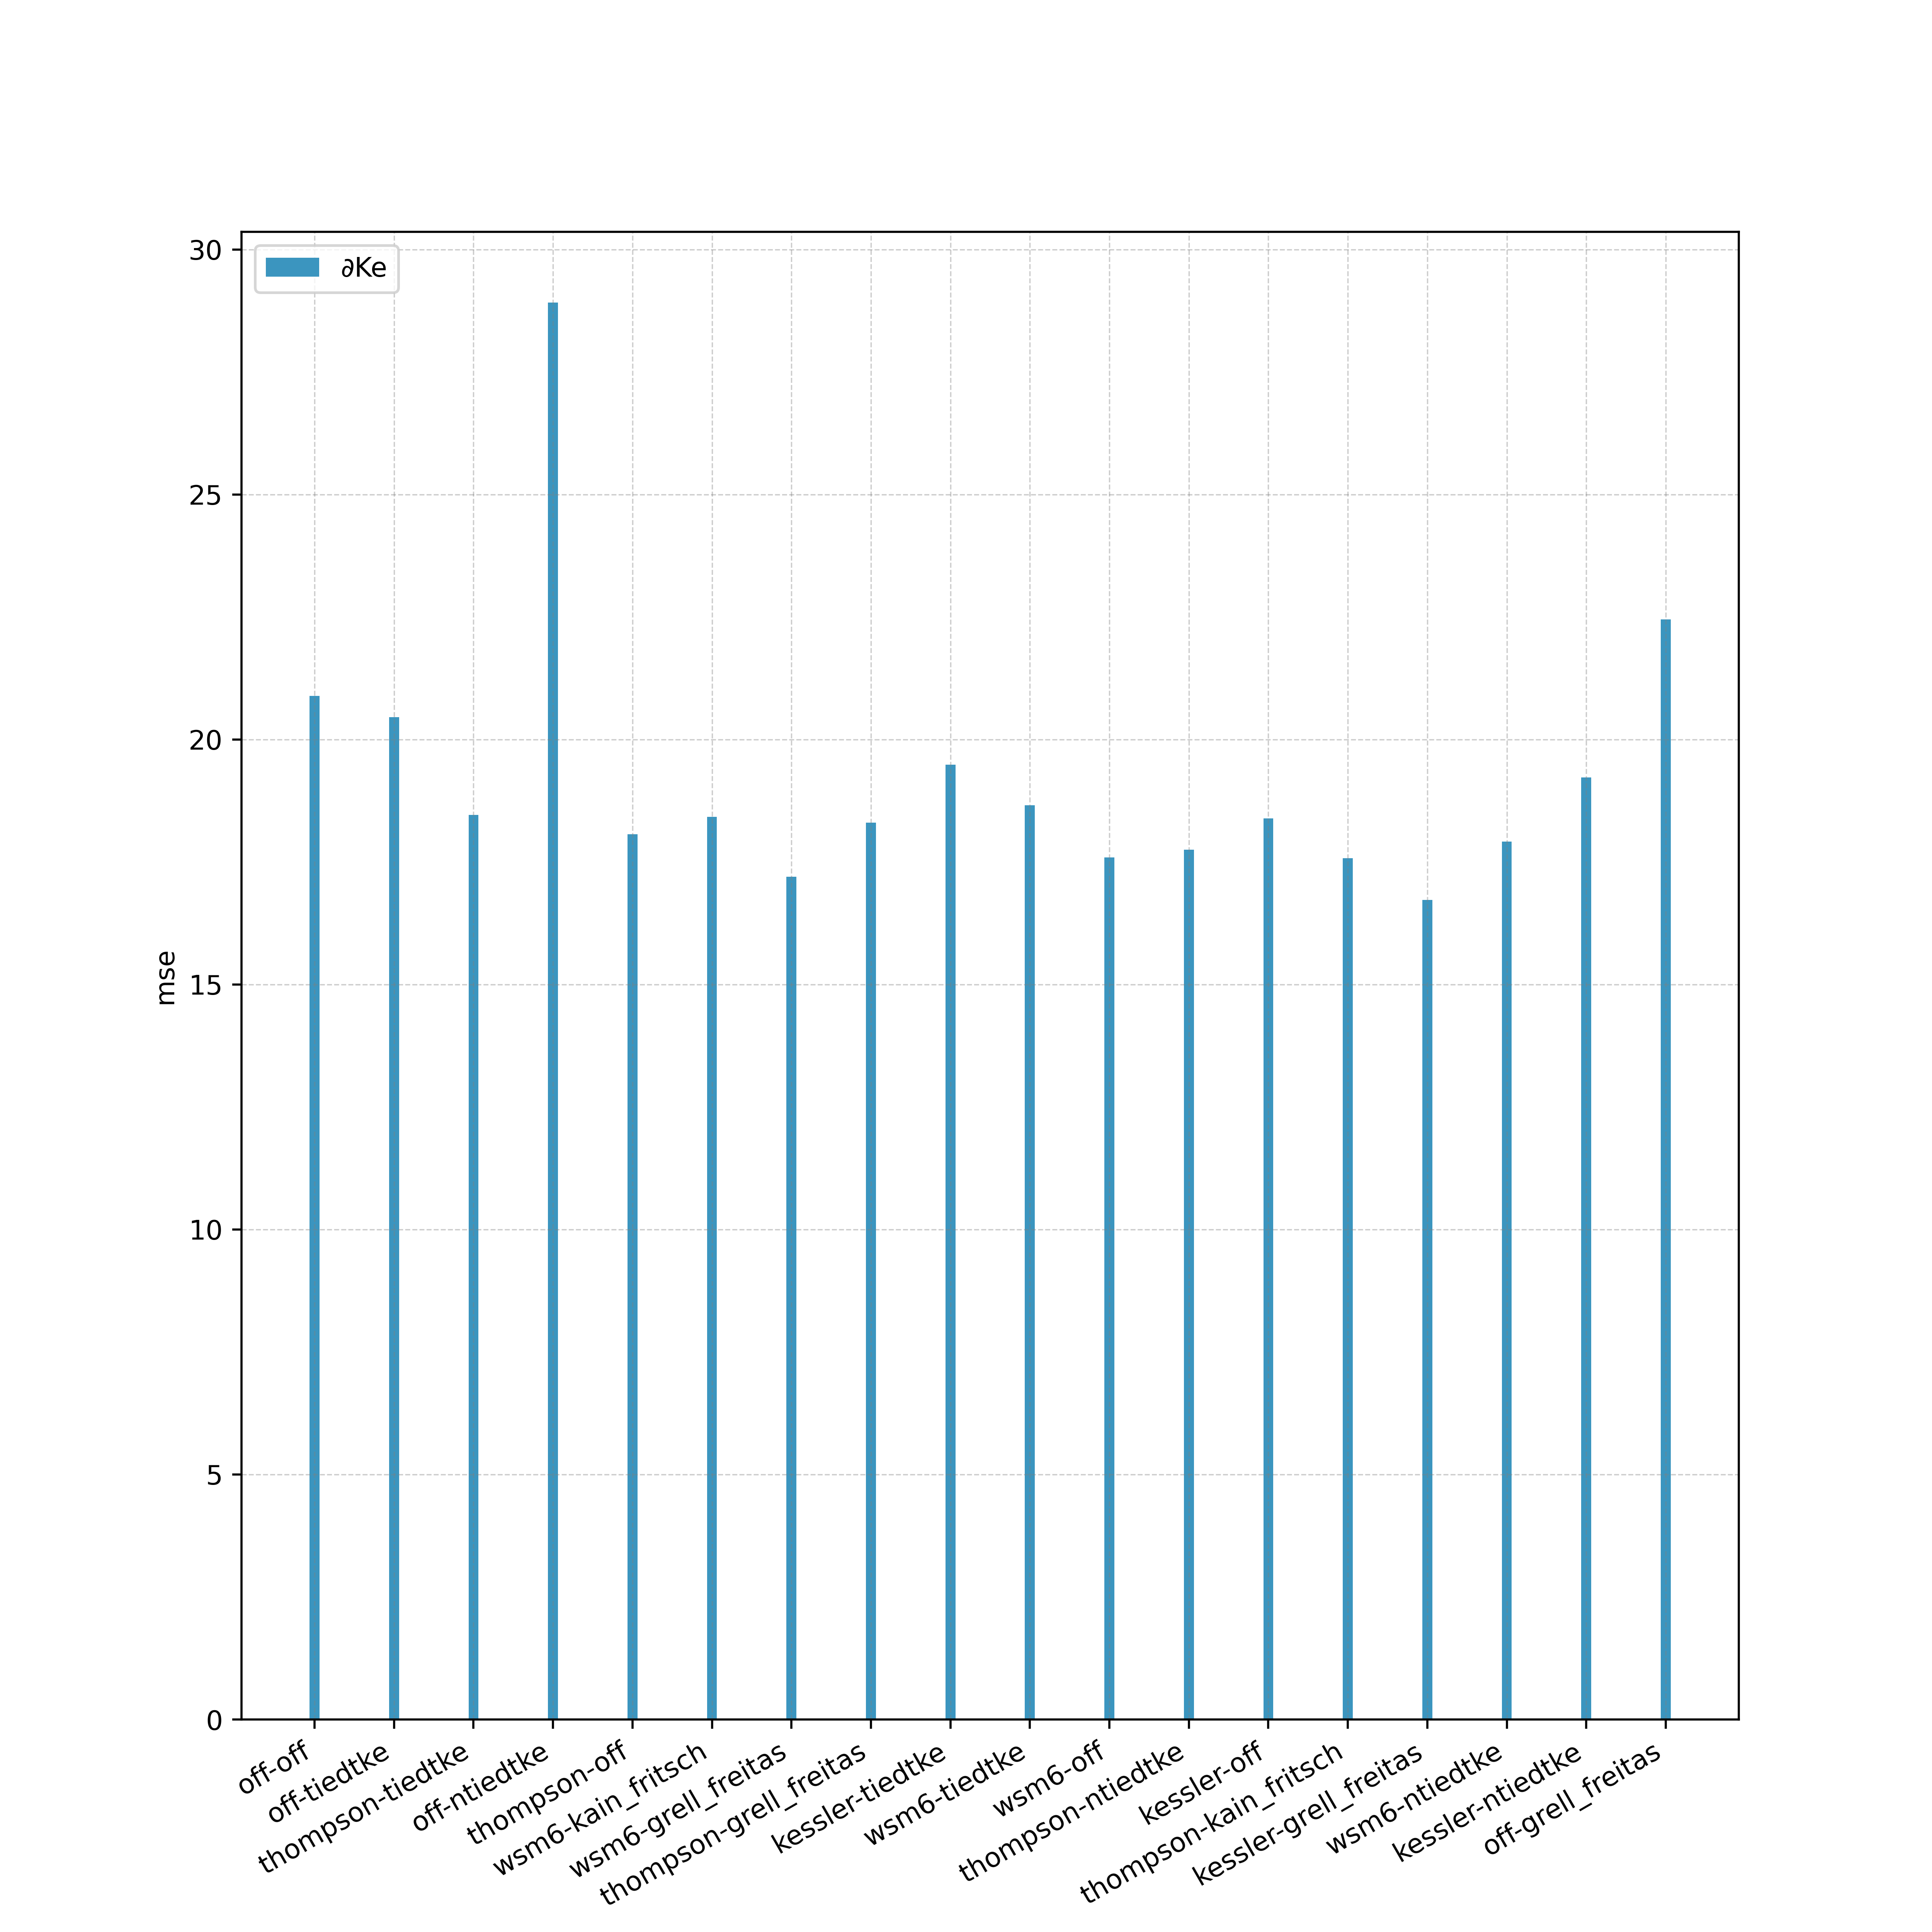 ∂Ke
30
25
20
15
10
5
0
mse
off-off
off-tiedtke
thompson-tiedtke
off-ntiedtke
thompson-off
wsm6-kain_fritsch
wsm6-grell_freitas
thompson-grell_freitas
kessler-tiedtke
wsm6-tiedtke
wsm6-off
thompson-ntiedtke
kessler-off
thompson-kain_fritsch
kessler-grell_freitas
wsm6-ntiedtke
kessler-ntiedtke
off-grell_freitas